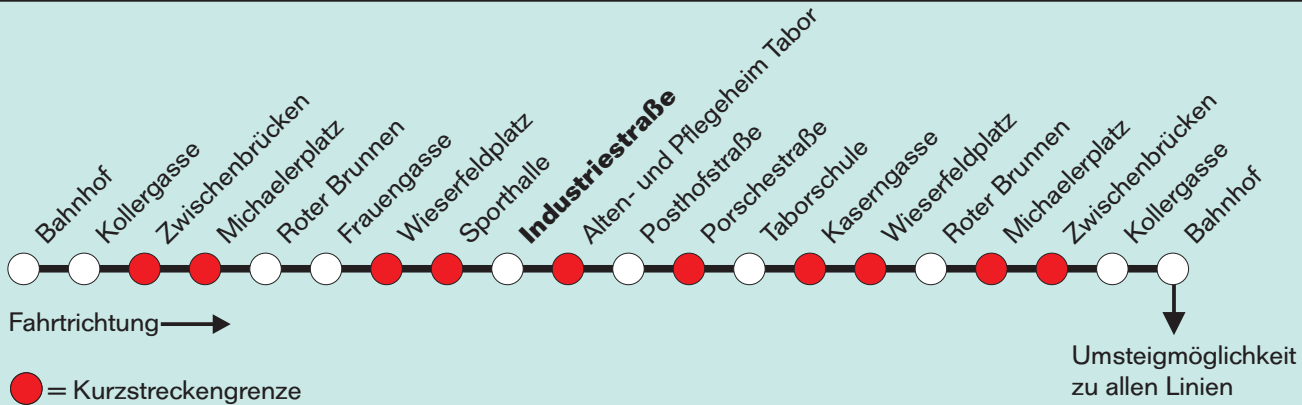 Bahnhof
Kollergasse
Zwischenbrücken
Michaelerplatz
Roter Brunnen
Frauengasse
Wieserfeldplatz
Sporthalle
Industriestraße
Alten- und Pflegeheim Tabor
Posthofstraße
Porschestraße
Taborschule
Kaserngasse
Wieserfeldplatz
Roter Brunnen
Michaelerplatz
Zwischenbrücken
Kollergasse
Bahnhof
Fahrtrichtung
Umsteigmöglichkeit
zu allen Linien
= Kurzstreckengrenze